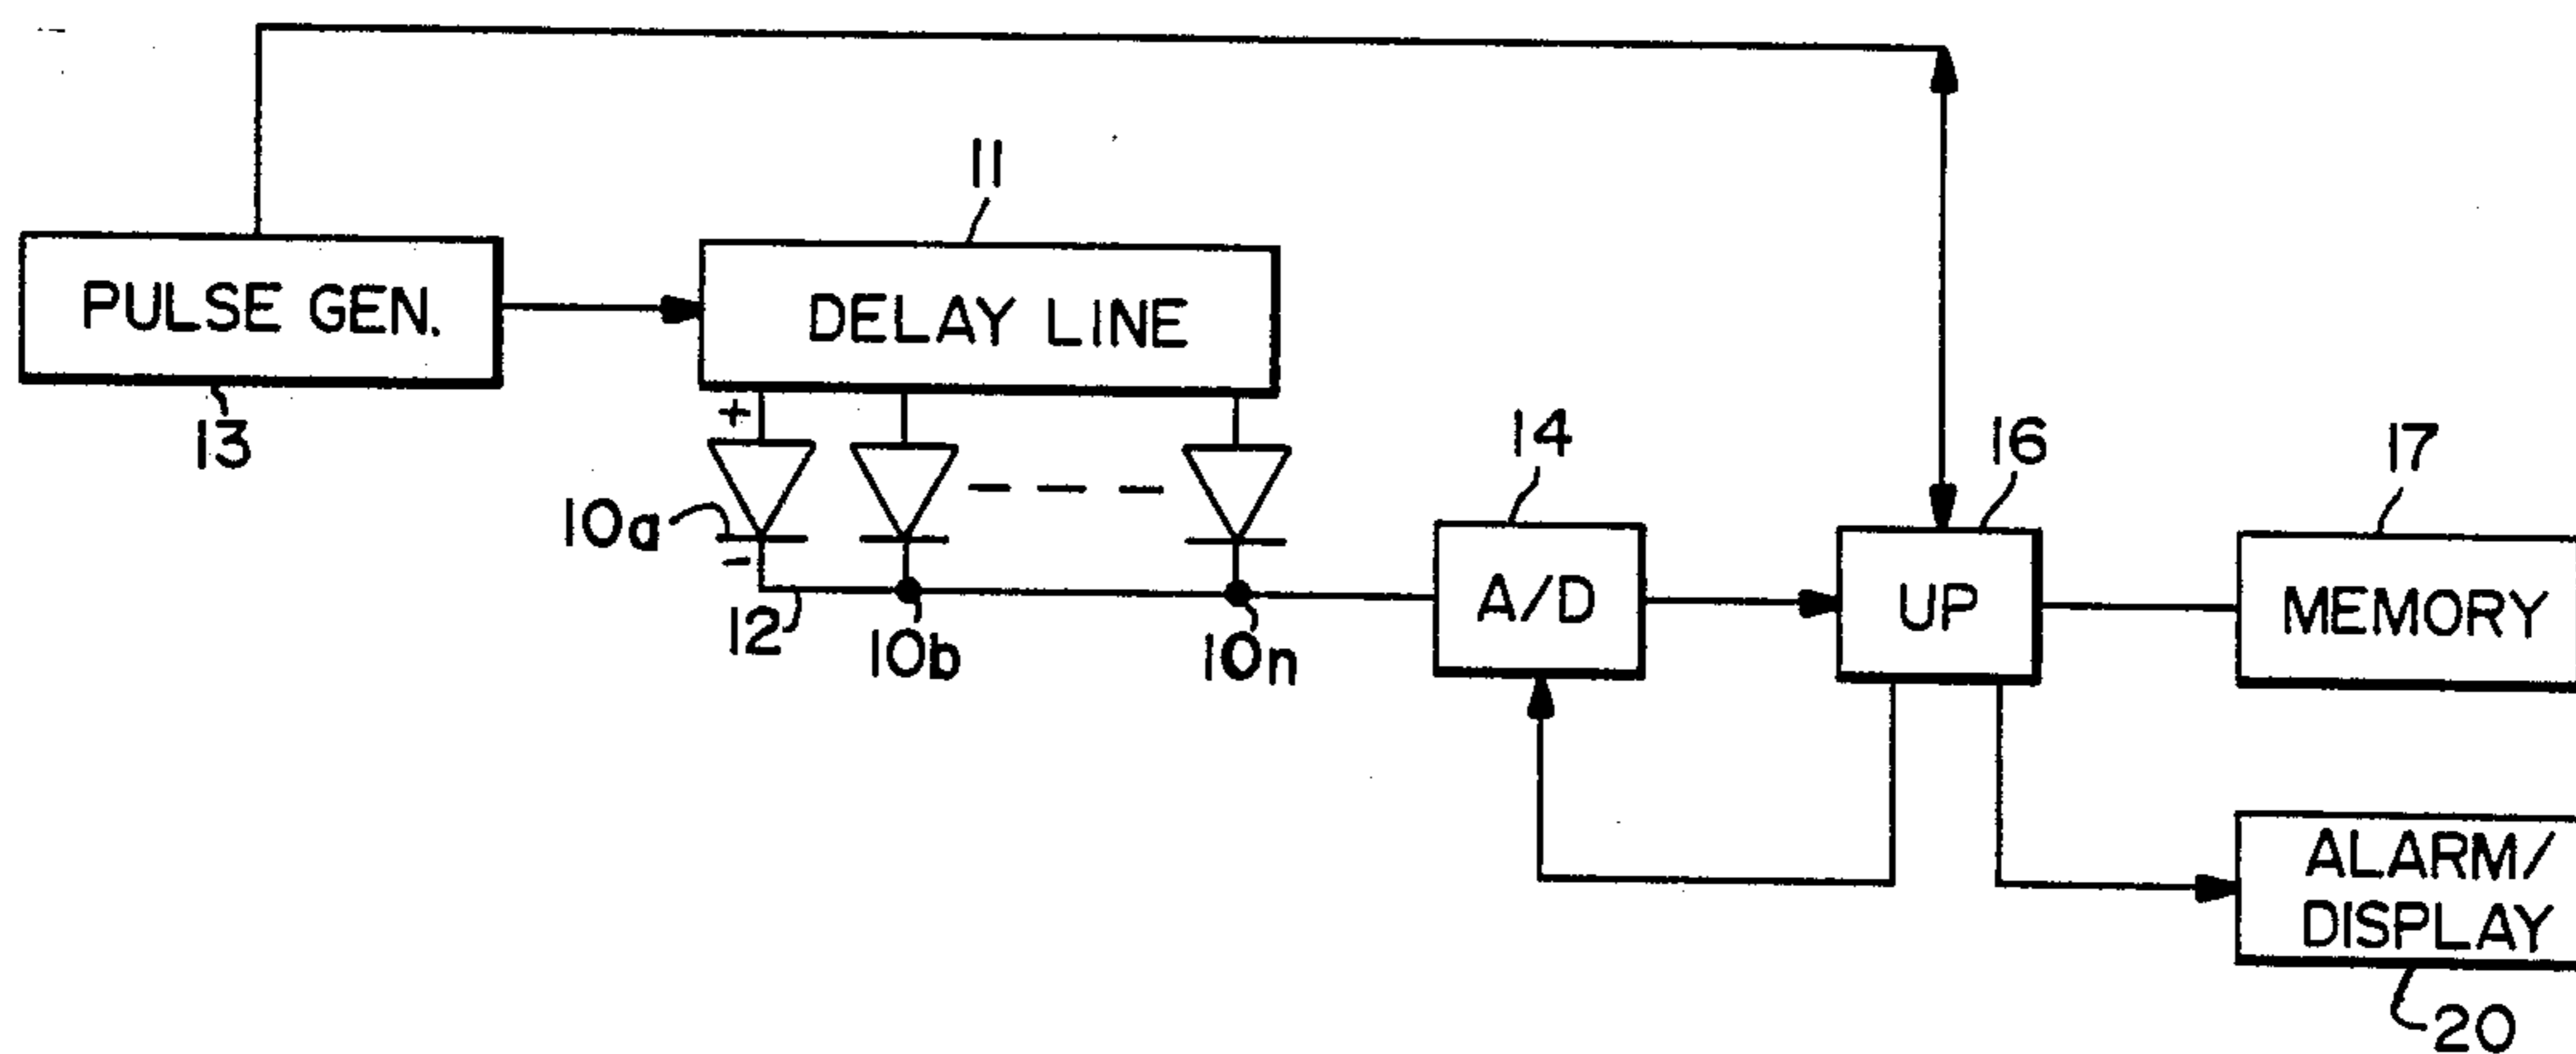 11
PULSE GEN.
DELAY LINE
13
+
10a
-
12
10b
10n
14
A/D
16
UP
17
MEMORY
ALARM/
DISPLAY
20